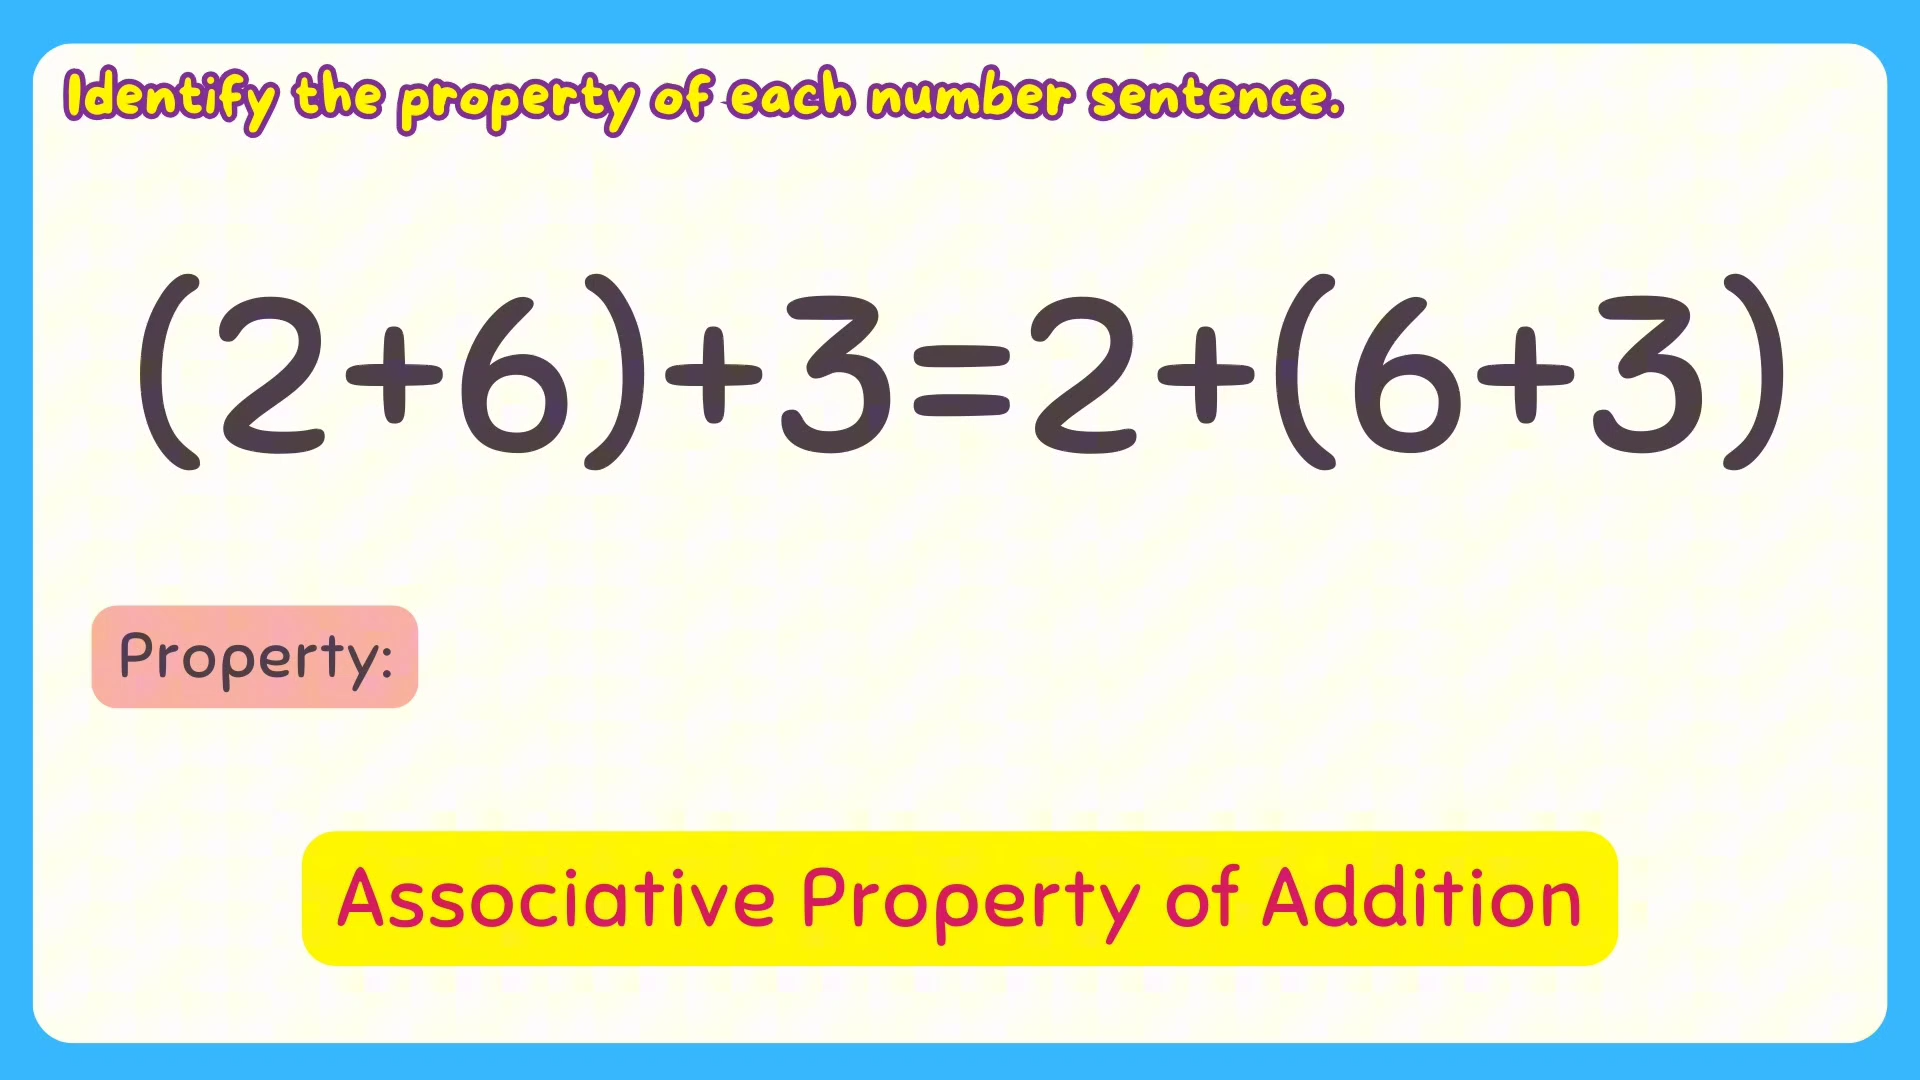 Identify the property of each number sentence.
(2+6)+3=2+(6+3)
Property:
Associative Property of Addition